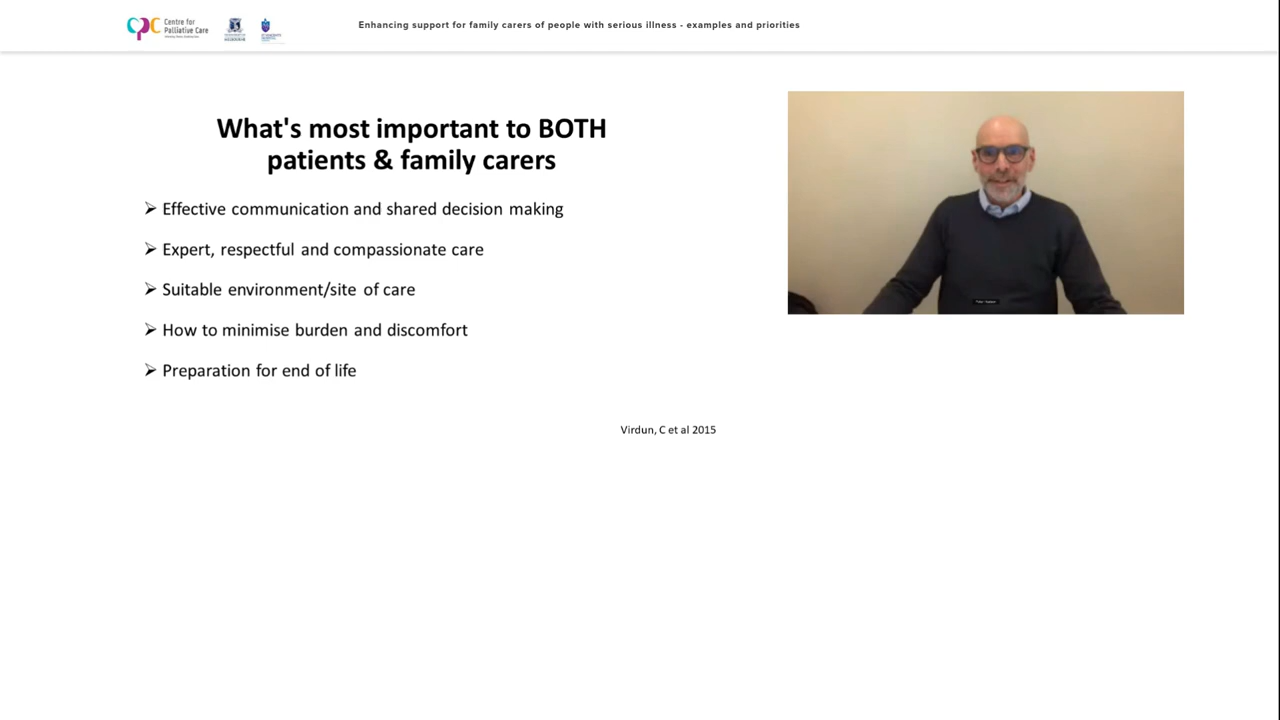 Centre for
Palliative Care
Enhancing support for family carers of people with serious illness - examples and priorities
What's most important to BOTH
patients & family carers
➢ Effective communication and shared decision making
➢ Expert, respectful and compassionate care
➢ Suitable environment/site of care
➢ How to minimise burden and discomfort
➢ Preparation for end of life
Virdun, C et al 2015